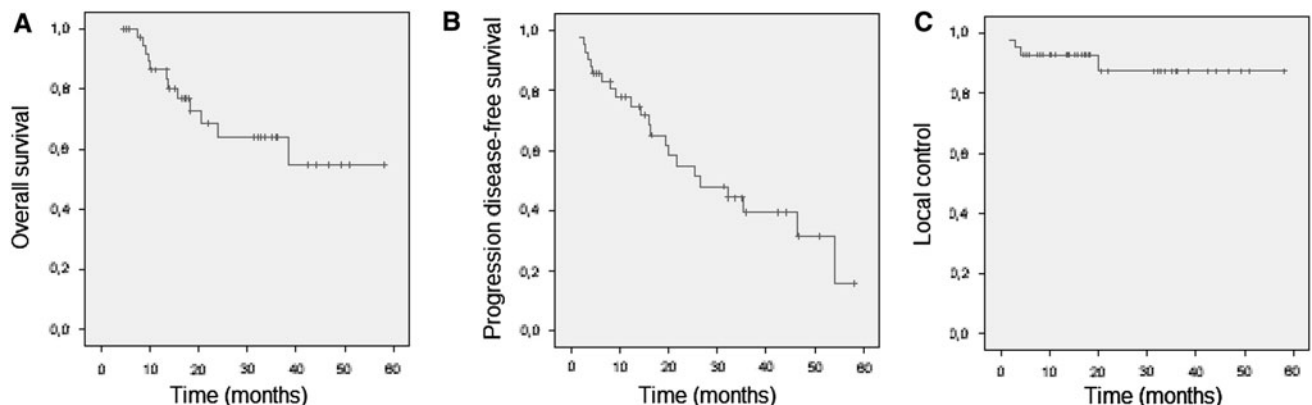 A
Overall survival
1,0
0,8
0,6
0,4
0,2
0,0
0 10 20 30 40 50 60
Time (months)
B
Progression disease-free survival
1,0
0,8
0,6
0,4
0,2
0,0
0 10 20 30 40 50 60
Time (months)
C
Local control
1,0
0,8
0,6
0,4
0,2
0,0
0 10 20 30 40 50 60
Time (months)